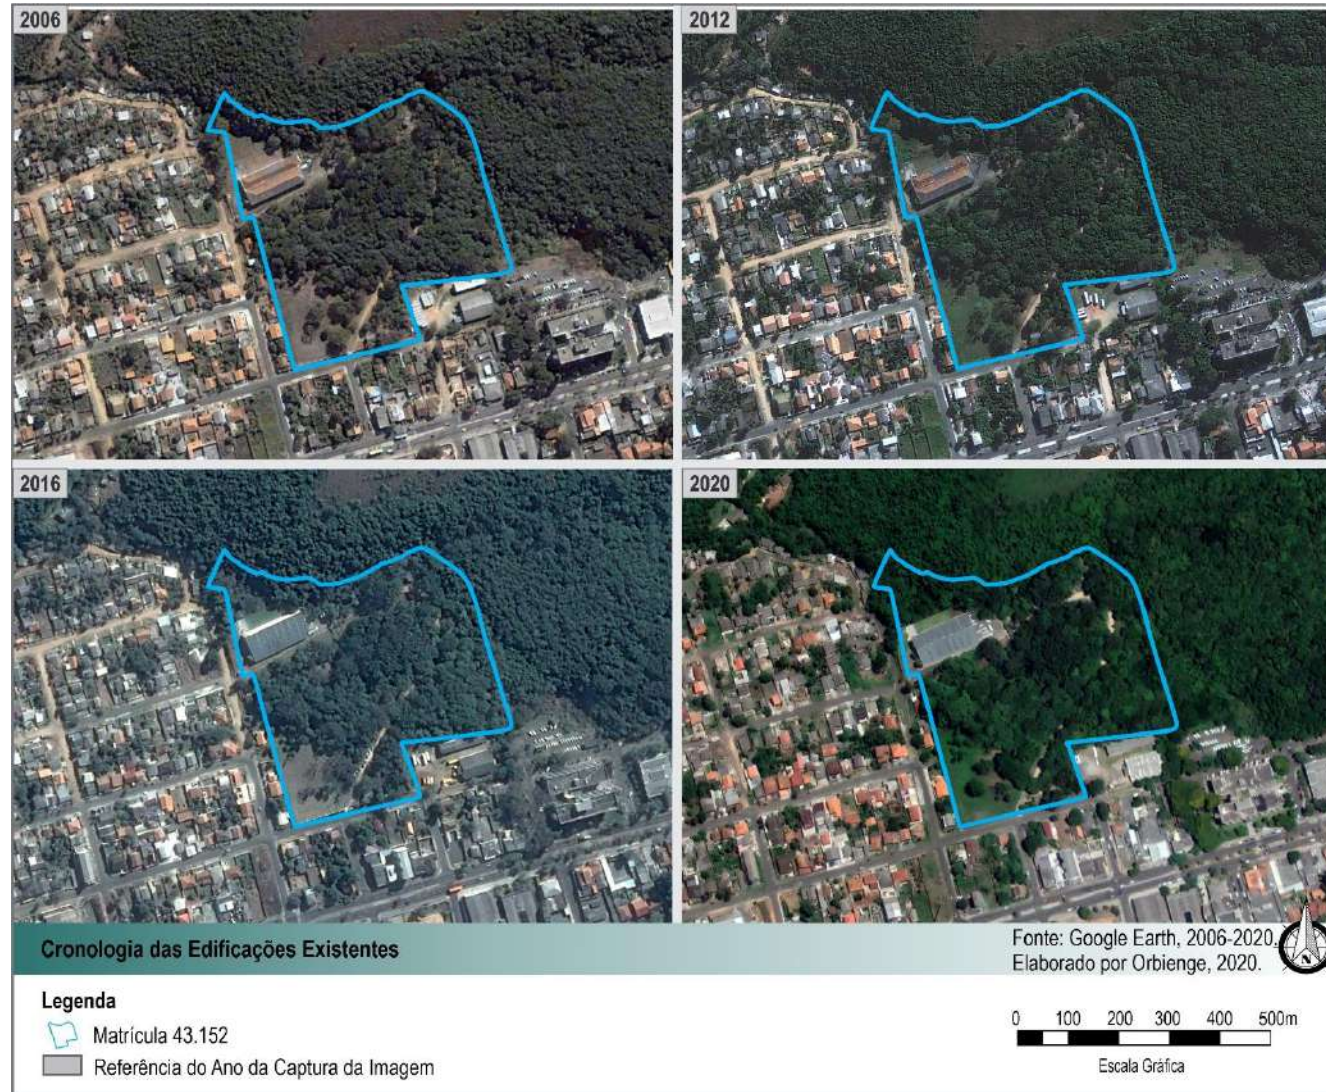 2006
2012
2016
2020
Cronologia das Edificações Existentes
Fonte: Google Earth, 2006-2020,
Elaborado por Orbienge, 2020.
N
Legenda
Matrícula 43.152
Referência do Ano da Captura da Imagem
0 100 200 300 400 500m
Escala Gráfica